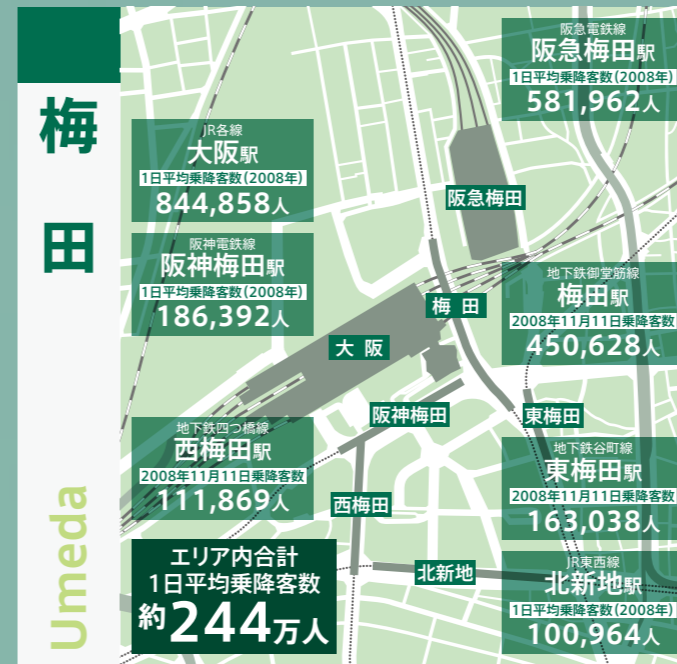 梅田
Umeda
JR各線
大阪駅
1日平均乗降客数(2008年)
844,858人
阪神電鉄線
阪神梅田駅
1日平均乗降客数(2008年)
186,392人
地下鉄四つ橋線
西梅田駅
2008年11月11日乗降客数
111,869人
エリア内合計
1日平均乗降客数
約244万人
阪急電鉄線
阪急梅田駅
1日平均乗降客数(2008年)
581,962人
地下鉄御堂筋線
梅田駅
2008年11月11日乗降客数
450,628人
地下鉄谷町線
東梅田駅
2008年11月11日乗降客数
163,038人
JR東西線
北新地駅
1日平均乗降客数(2008年)
100,964人
阪急梅田
梅田
大阪
阪神梅田
東梅田
西梅田
北新地